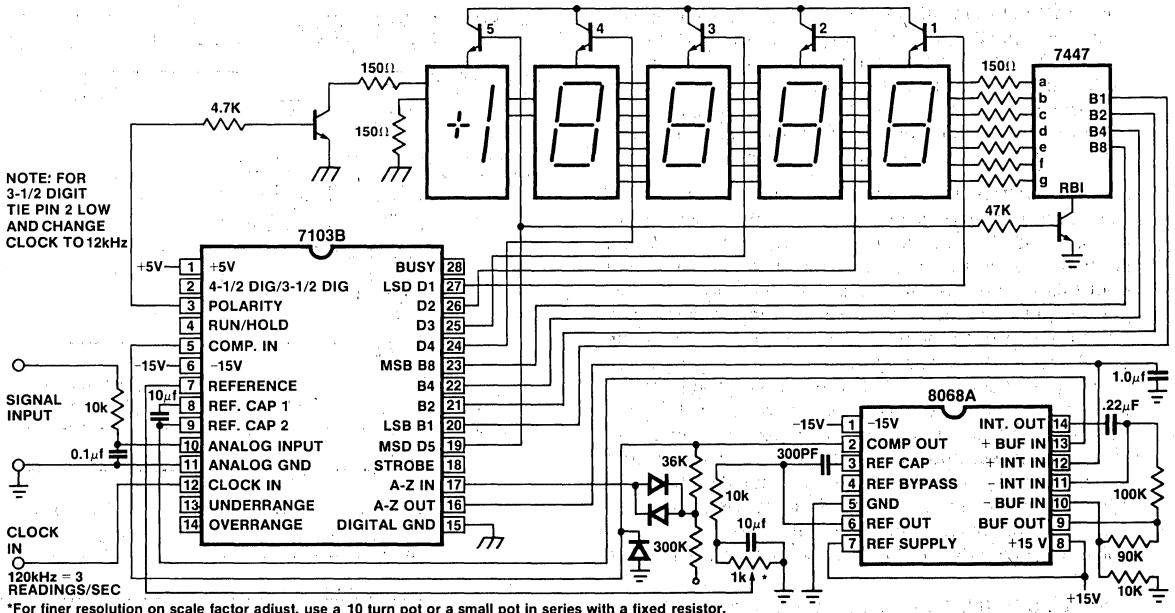 5
4
3
2
1
7447
150Ω
150Ω
4.7K
150Ω
a
b
c
d
e
f
g
B1
B2
B4
B8
RBI
47K
NOTE: FOR
3-1/2 DIGIT
TIE PIN 2 LOW
AND CHANGE
CLOCK TO 12kHz
7103B
+5V
1 +5V
2 4-1/2 DIG/3-1/2 DIG
3 POLARITY
4 RUN/HOLD
5 COMP. IN
-15V
6 -15V
7 REFERENCE
8 REF. CAP 1
9 REF. CAP 2
10 ANALOG INPUT
11 ANALOG GND
12 CLOCK IN
13 UNDERRANGE
14 OVERRANGE
BUSY 28
LSD D1 27
D2 26
D3 25
D4 24
MSB B8 23
B4 22
B2 21
LSB B1 20
MSD D5 19
STROBE 18
A-Z IN 17
A-Z OUT 16
DIGITAL GND 15
SIGNAL
INPUT
10k
10μf
0.1μf
CLOCK
IN
120kHz = 3
READINGS/SEC
36K
300K
10k
300PF
10μf
1k *
8068A
-15V
1 -15V
2 COMP OUT
3 REF CAP
4 REF BYPASS
5 GND
6 REF OUT
7 REF SUPPLY
INT. OUT 14
+ BUF IN 13
+ INT IN 12
- INT IN 11
- BUF IN 10
BUF OUT 9
+15 V 8
1.0μf
.22μF
100K
90K
10K
+15V
*For finer resolution on scale factor adjust, use a 10 turn pot or a small pot in series with a fixed resistor.